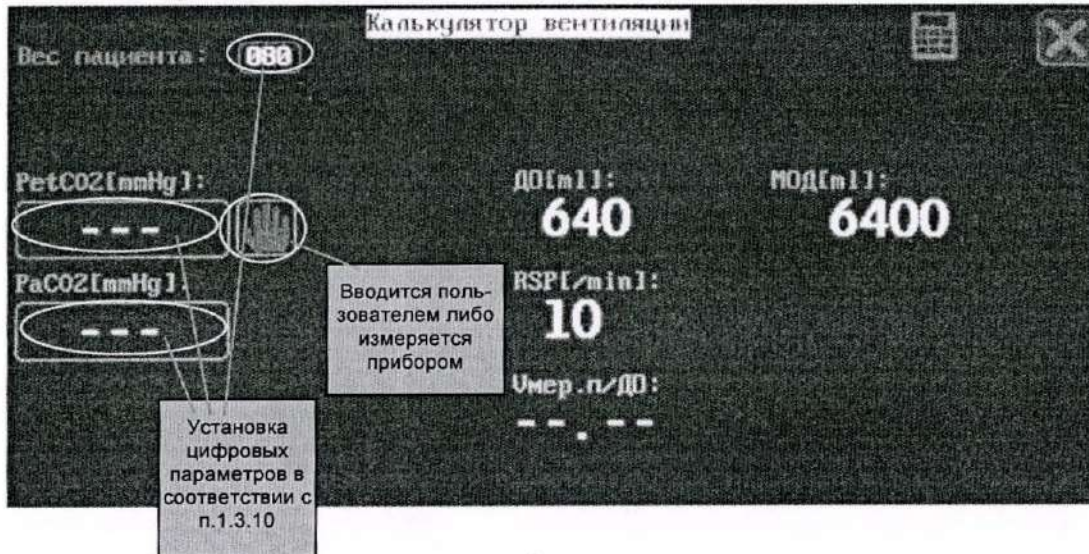 Калькулятор вентиляции
Вес пациента: 080
PetCO2[mmHg]:
---
PaCO2[mmHg]:
---
Вводится поль-
зователем либо
измеряется
прибором
Установка
цифровых
параметров в
соответствии с
п.1.3.10
ДО[ml]:
640
МОД[ml]:
6400
RSP[/min]:
10
Vмер.п/ДО:
--.--